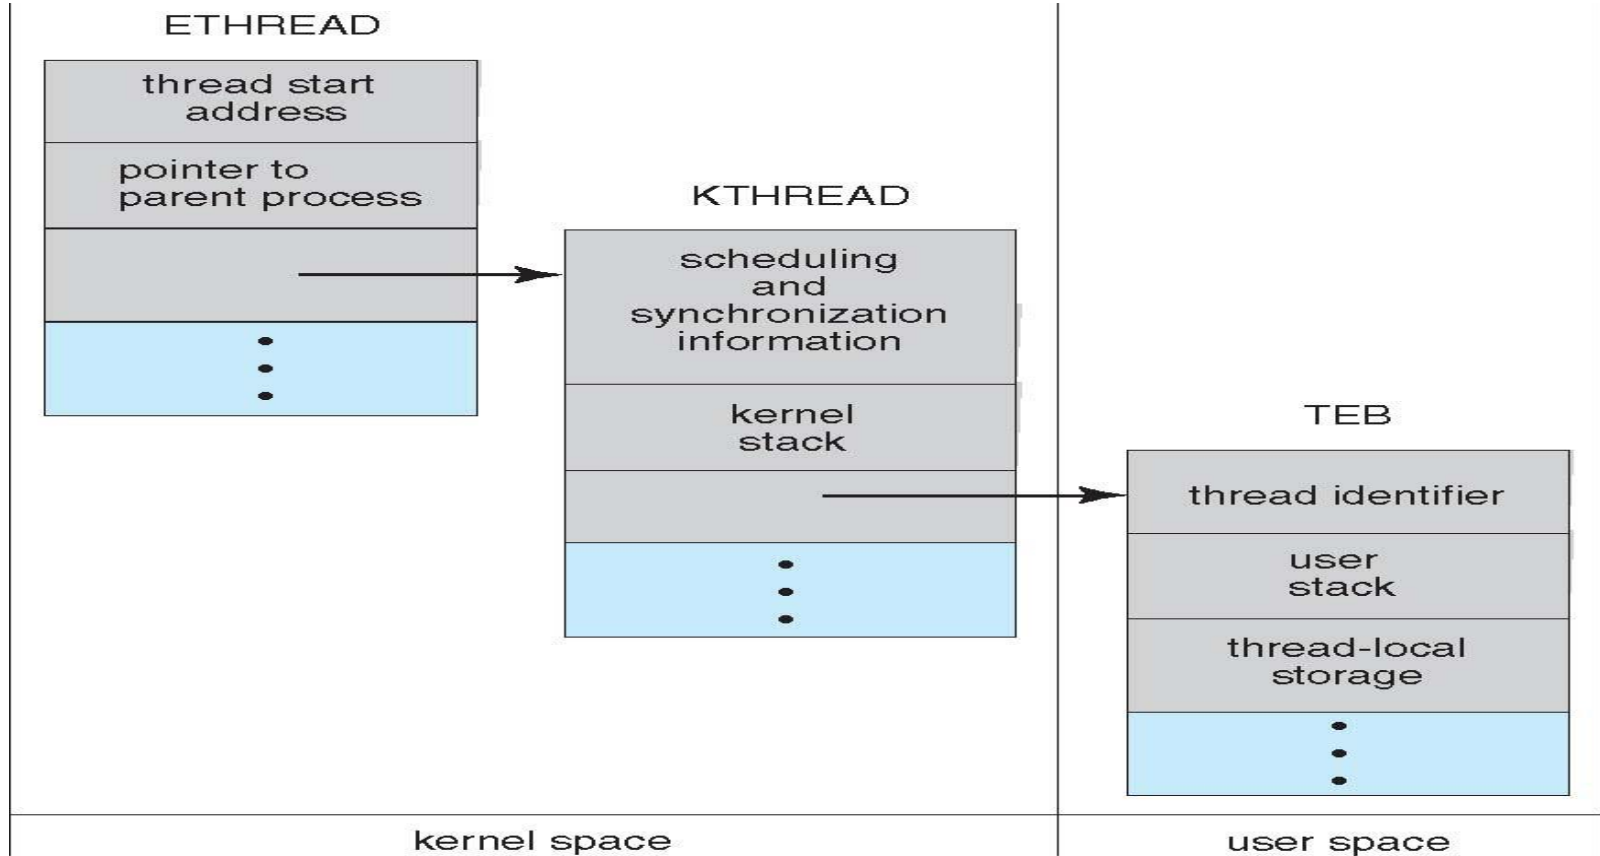 ETHREAD
thread start
address
pointer to
parent process
KTHREAD
scheduling
and
synchronization
information
kernel
stack
TEB
thread identifier
user
stack
thread-local
storage
kernel space
user space